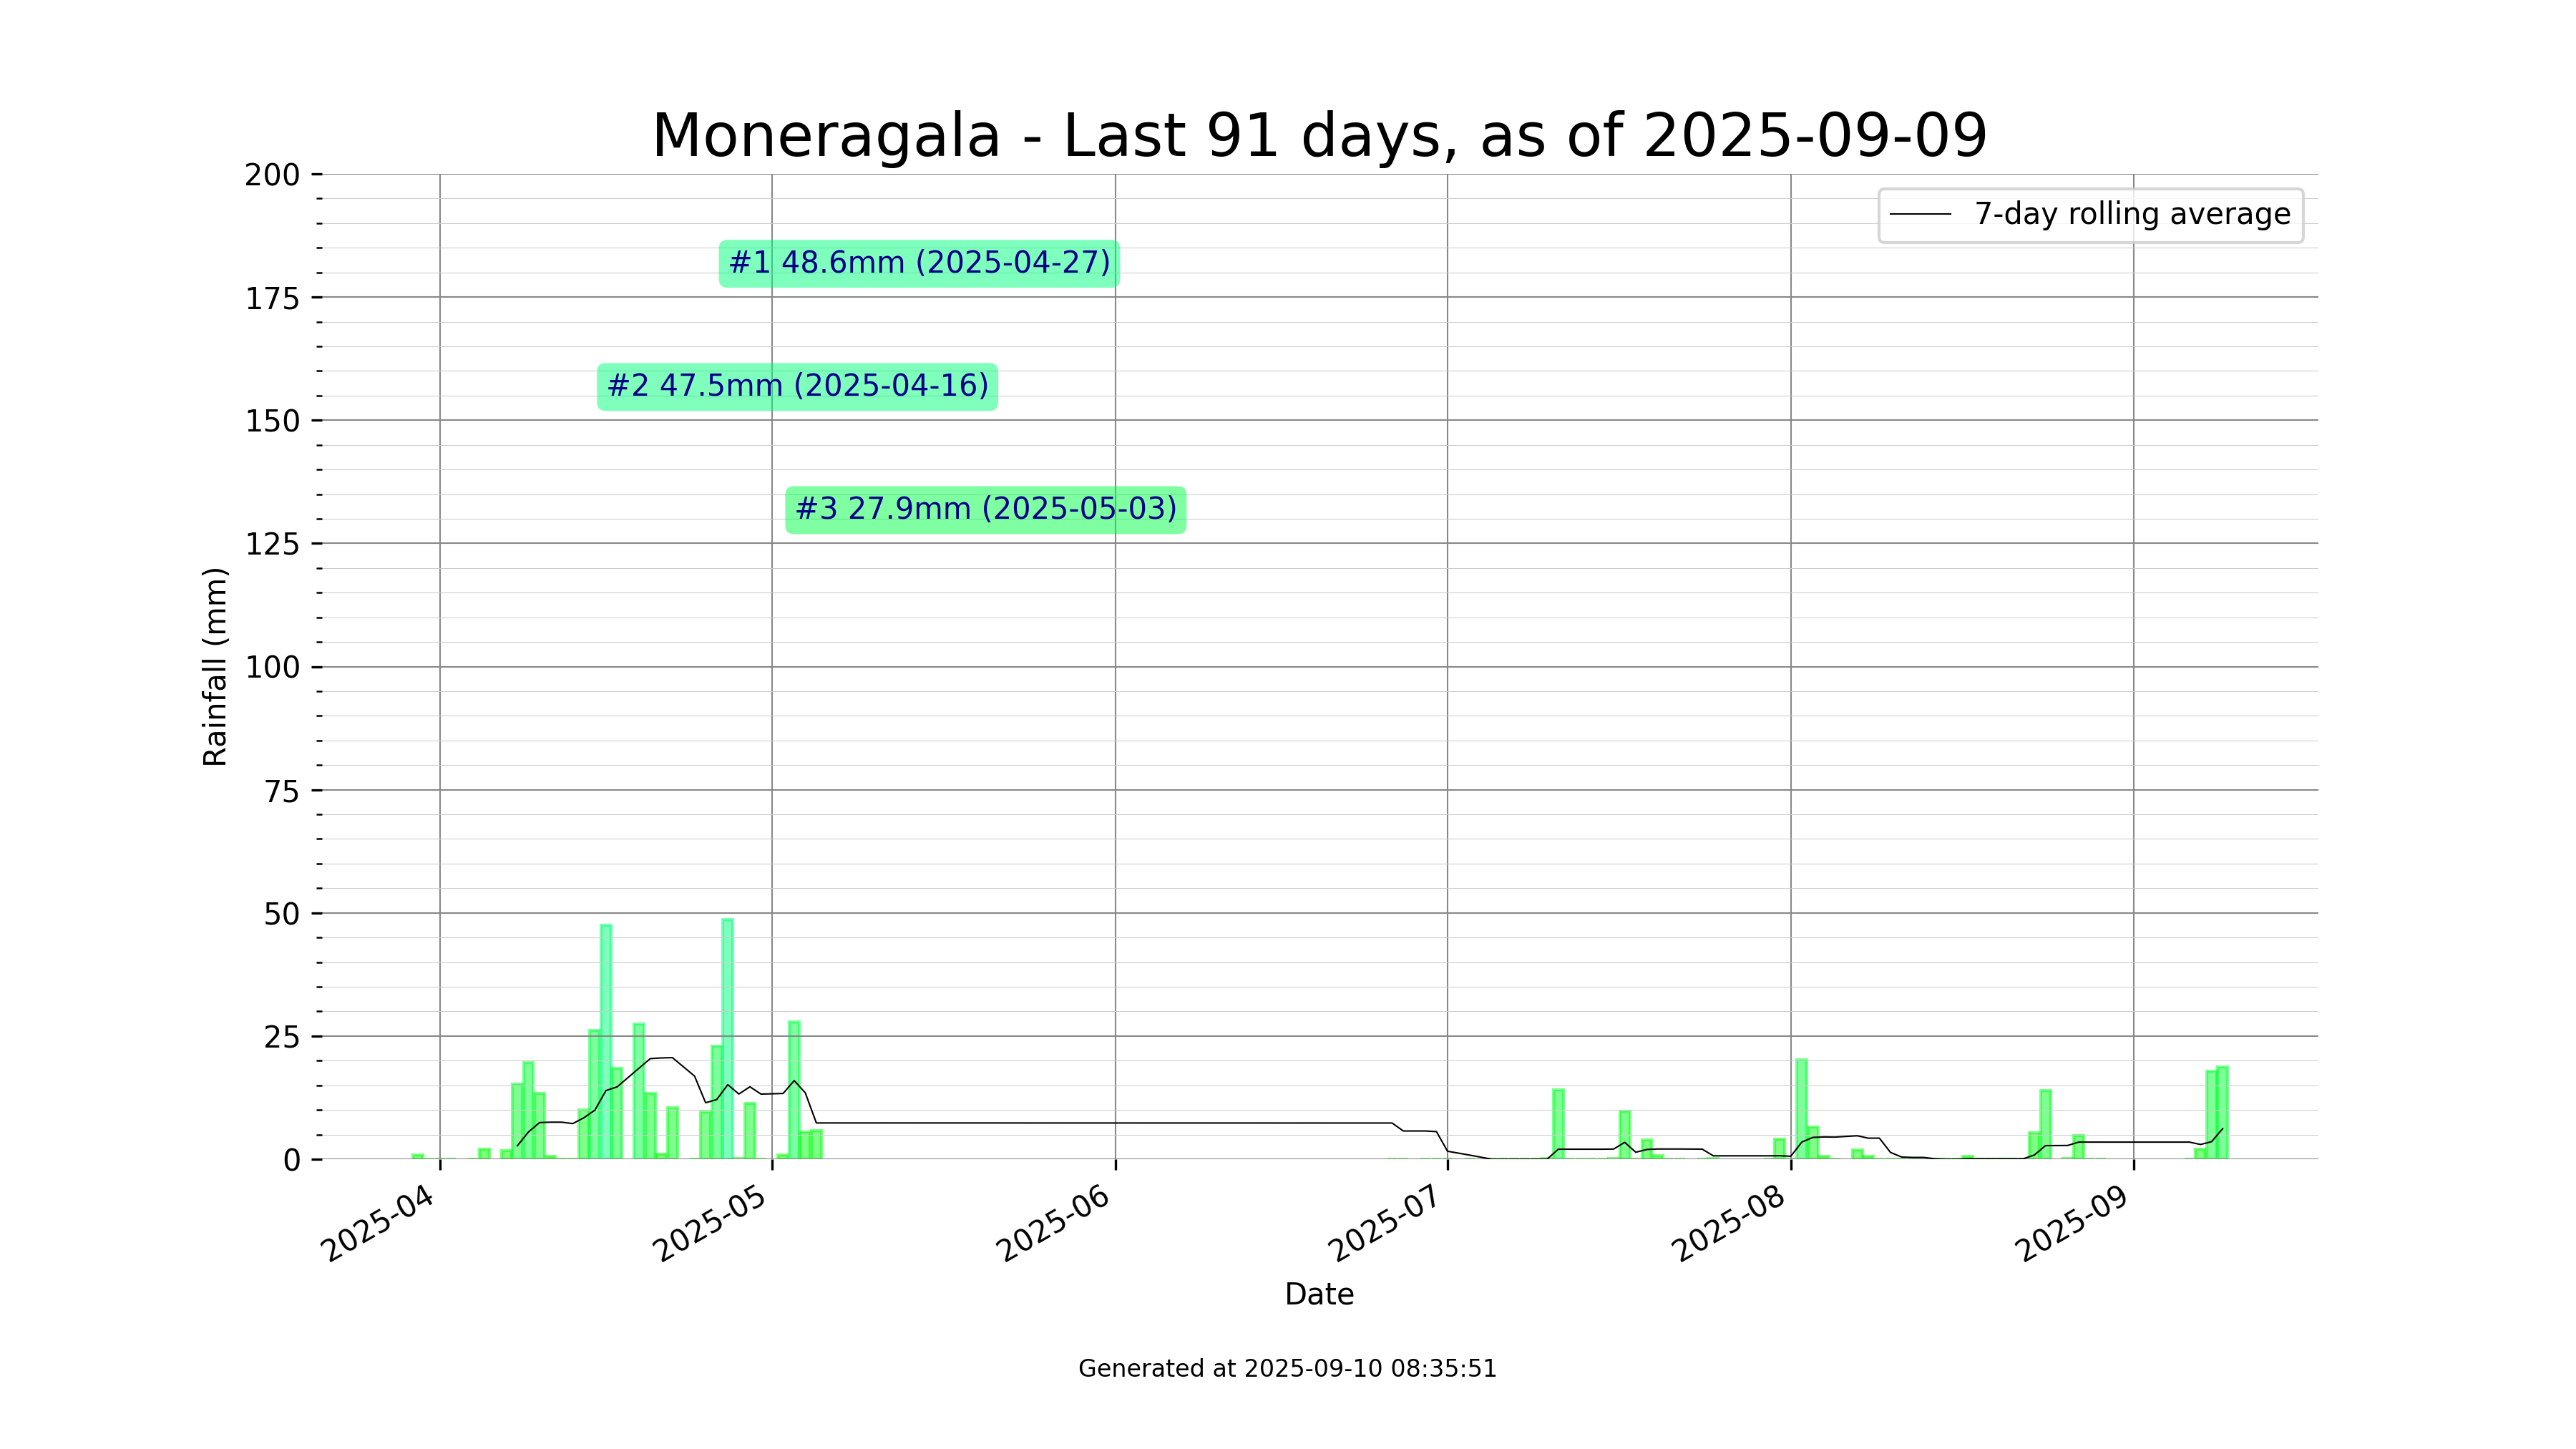 Moneragala - Last 91 days, as of 2025-09-09
7-day rolling average
#1 48.6mm (2025-04-27)
#2 47.5mm (2025-04-16)
#3 27.9mm (2025-05-03)
Rainfall (mm)
200
175
150
125
100
75
50
25
0
2025-04
2025-05
2025-06
2025-07
2025-08
2025-09
Date
Generated at 2025-09-10 08:35:51